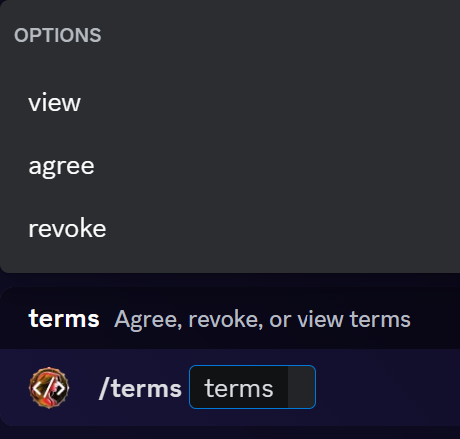 OPTIONS
view
agree
revoke
terms Agree, revoke, or view terms
</> /terms terms